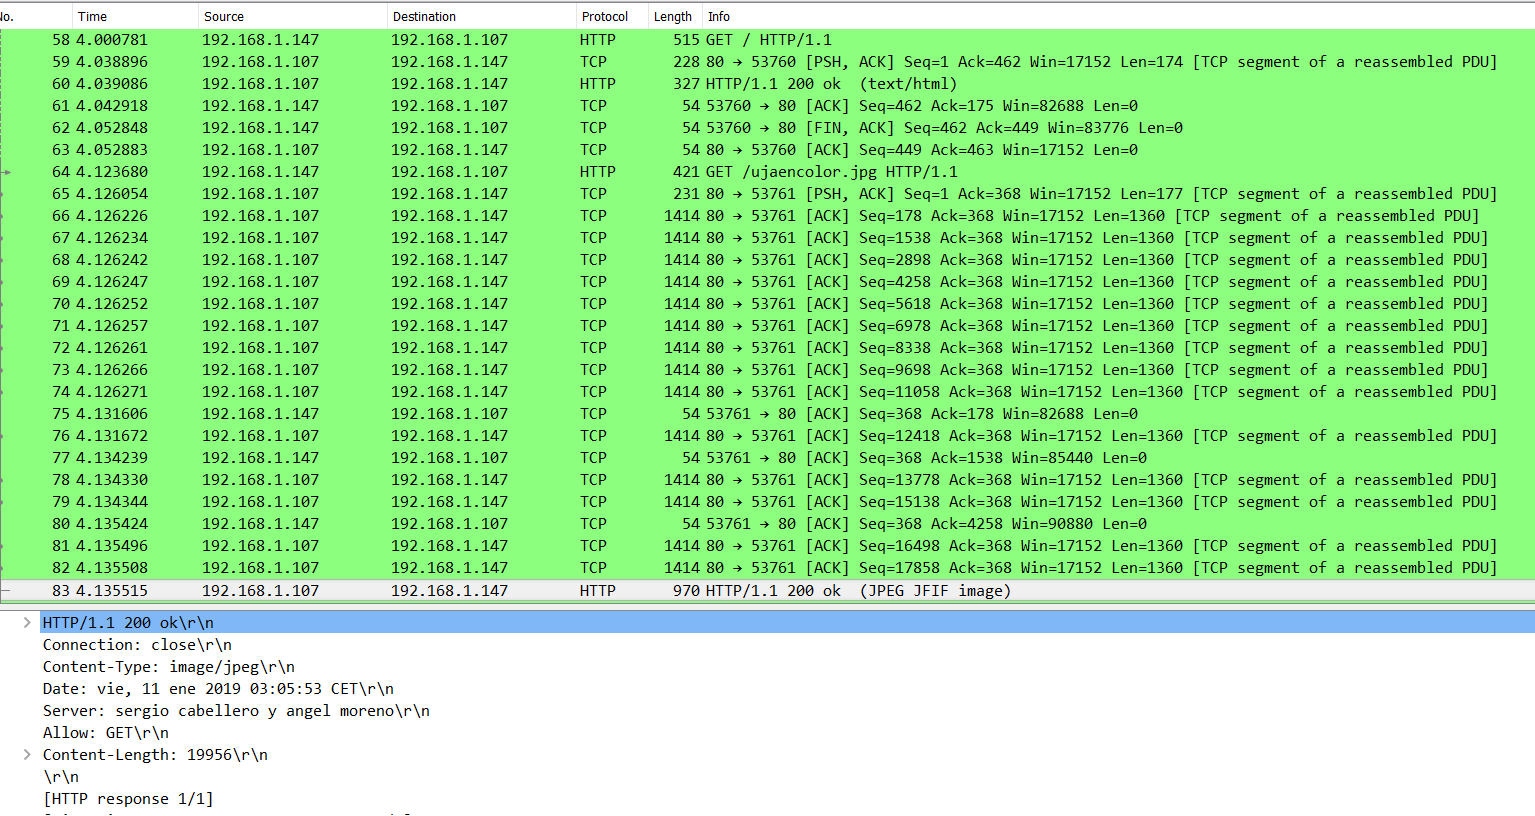 No. Time Source Destination Protocol Length Info
58 4.000781 192.168.1.147 192.168.1.107 HTTP 515 GET / HTTP/1.1
59 4.038896 192.168.1.107 192.168.1.147 TCP 228 80 → 53760 [PSH, ACK] Seq=1 Ack=462 Win=17152 Len=174 [TCP segment of a reassembled PDU]
60 4.039086 192.168.1.107 192.168.1.147 HTTP 327 HTTP/1.1 200 ok (text/html)
61 4.042918 192.168.1.147 192.168.1.107 TCP 54 53760 → 80 [ACK] Seq=462 Ack=175 Win=82688 Len=0
62 4.052848 192.168.1.147 192.168.1.107 TCP 54 53760 → 80 [FIN, ACK] Seq=462 Ack=449 Win=83776 Len=0
63 4.052883 192.168.1.107 192.168.1.147 TCP 54 80 → 53760 [ACK] Seq=449 Ack=463 Win=17152 Len=0
64 4.123680 192.168.1.147 192.168.1.107 HTTP 421 GET /ujaencolor.jpg HTTP/1.1
65 4.126054 192.168.1.107 192.168.1.147 TCP 231 80 → 53761 [PSH, ACK] Seq=1 Ack=368 Win=17152 Len=177 [TCP segment of a reassembled PDU]
66 4.126226 192.168.1.107 192.168.1.147 TCP 1414 80 → 53761 [ACK] Seq=178 Ack=368 Win=17152 Len=1360 [TCP segment of a reassembled PDU]
67 4.126234 192.168.1.107 192.168.1.147 TCP 1414 80 → 53761 [ACK] Seq=1538 Ack=368 Win=17152 Len=1360 [TCP segment of a reassembled PDU]
68 4.126242 192.168.1.107 192.168.1.147 TCP 1414 80 → 53761 [ACK] Seq=2898 Ack=368 Win=17152 Len=1360 [TCP segment of a reassembled PDU]
69 4.126247 192.168.1.107 192.168.1.147 TCP 1414 80 → 53761 [ACK] Seq=4258 Ack=368 Win=17152 Len=1360 [TCP segment of a reassembled PDU]
70 4.126252 192.168.1.107 192.168.1.147 TCP 1414 80 → 53761 [ACK] Seq=5618 Ack=368 Win=17152 Len=1360 [TCP segment of a reassembled PDU]
71 4.126257 192.168.1.107 192.168.1.147 TCP 1414 80 → 53761 [ACK] Seq=6978 Ack=368 Win=17152 Len=1360 [TCP segment of a reassembled PDU]
72 4.126261 192.168.1.107 192.168.1.147 TCP 1414 80 → 53761 [ACK] Seq=8338 Ack=368 Win=17152 Len=1360 [TCP segment of a reassembled PDU]
73 4.126266 192.168.1.107 192.168.1.147 TCP 1414 80 → 53761 [ACK] Seq=9698 Ack=368 Win=17152 Len=1360 [TCP segment of a reassembled PDU]
74 4.126271 192.168.1.107 192.168.1.147 TCP 1414 80 → 53761 [ACK] Seq=11058 Ack=368 Win=17152 Len=1360 [TCP segment of a reassembled PDU]
75 4.131606 192.168.1.147 192.168.1.107 TCP 54 53761 → 80 [ACK] Seq=368 Ack=178 Win=82688 Len=0
76 4.131672 192.168.1.107 192.168.1.147 TCP 1414 80 → 53761 [ACK] Seq=12418 Ack=368 Win=17152 Len=1360 [TCP segment of a reassembled PDU]
77 4.134239 192.168.1.147 192.168.1.107 TCP 54 53761 → 80 [ACK] Seq=368 Ack=1538 Win=85440 Len=0
78 4.134330 192.168.1.107 192.168.1.147 TCP 1414 80 → 53761 [ACK] Seq=13778 Ack=368 Win=17152 Len=1360 [TCP segment of a reassembled PDU]
79 4.134344 192.168.1.107 192.168.1.147 TCP 1414 80 → 53761 [ACK] Seq=15138 Ack=368 Win=17152 Len=1360 [TCP segment of a reassembled PDU]
80 4.135424 192.168.1.147 192.168.1.107 TCP 54 53761 → 80 [ACK] Seq=368 Ack=4258 Win=90880 Len=0
81 4.135496 192.168.1.107 192.168.1.147 TCP 1414 80 → 53761 [ACK] Seq=16498 Ack=368 Win=17152 Len=1360 [TCP segment of a reassembled PDU]
82 4.135508 192.168.1.107 192.168.1.147 TCP 1414 80 → 53761 [ACK] Seq=17858 Ack=368 Win=17152 Len=1360 [TCP segment of a reassembled PDU]
83 4.135515 192.168.1.107 192.168.1.147 HTTP 970 HTTP/1.1 200 ok (JPEG JFIF image)
HTTP/1.1 200 ok\r\n
Connection: close\r\n
Content-Type: image/jpeg\r\n
Date: vie, 11 ene 2019 03:05:53 CET\r\n
Server: sergio cabellero y angel moreno\r\n
Allow: GET\r\n
Content-Length: 19956\r\n
\r\n
[HTTP response 1/1]